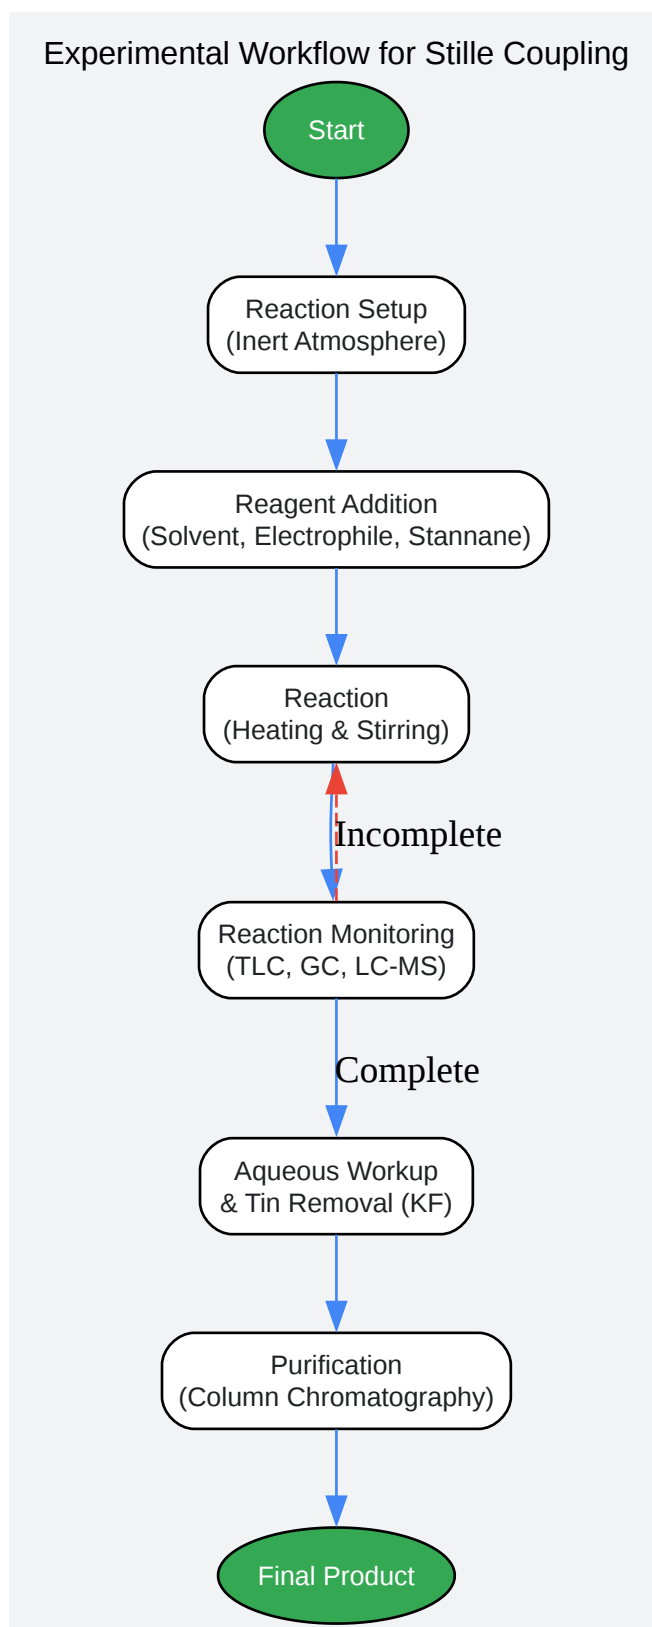 Experimental Workflow for Stille Coupling
Start
Reaction Setup
(Inert Atmosphere)
Reagent Addition
(Solvent, Electrophile, Stannane)
Reaction
(Heating & Stirring)
Incomplete
Reaction Monitoring
(TLC, GC, LC-MS)
Complete
Aqueous Workup
& Tin Removal (KF)
Purification
(Column Chromatography)
Final Product